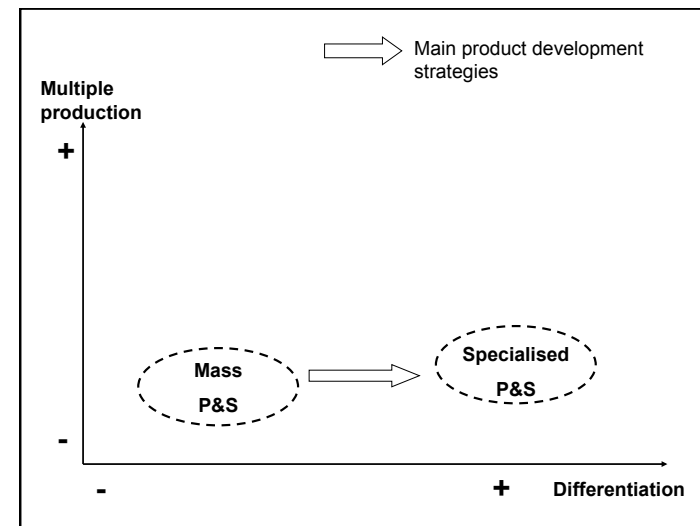 Main product development
strategies
Multiple
production
+
Specialised
P&S
Mass
P&S
-
-
+
Differentiation